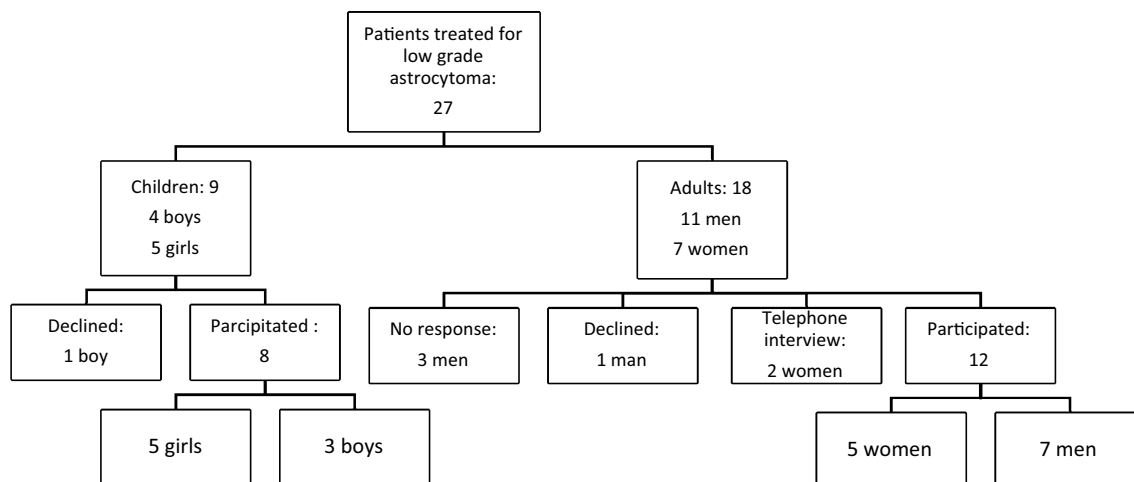 Patients treated for
low grade
astrocytoma:
27
Children: 9
4 boys
5 girls
Adults: 18
11 men
7 women
Declined:
1 boy
Parcipitated :
8
No response:
3 men
Declined:
1 man
Telephone
interview:
2 women
Participated:
12
5 girls
3 boys
5 women
7 men